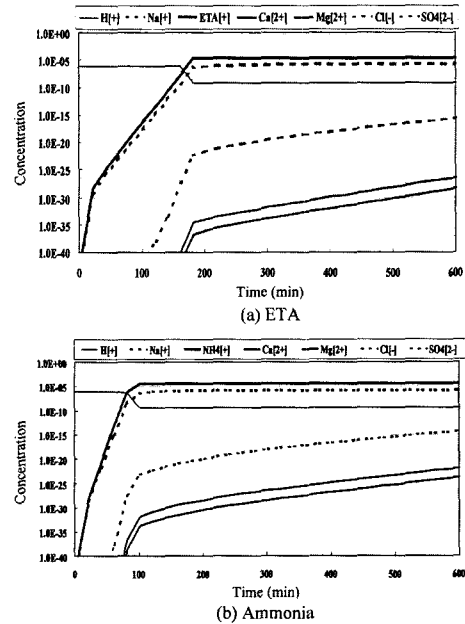 H[+] Na[+] ETA[+] Ca[2+] Mg[2+] Cl[-] SO4[2-]
1.0E+00
1.0E-05
1.0E-10
1.0E-15
1.0E-20
1.0E-25
1.0E-30
1.0E-35
1.0E-40
Concentration
0 100 200 300 400 500 600
Time (min)
(a) ETA
H[+] Na[+] NH4[+] Ca[2+] Mg[2+] Cl[-] SO4[2-]
1.0E+00
1.0E-05
1.0E-10
1.0E-15
1.0E-20
1.0E-25
1.0E-30
1.0E-35
1.0E-40
Concentration
0 100 200 300 400 500 600
Time (min)
(b) Ammonia